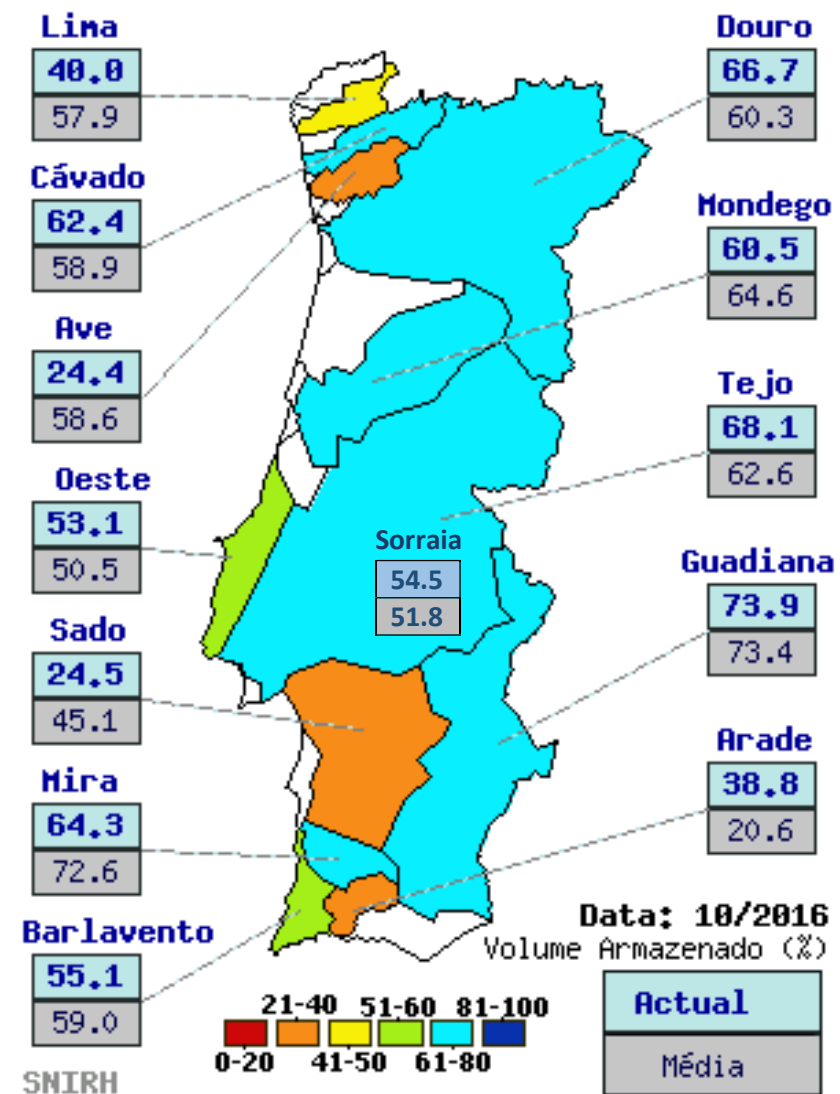 Lima
40.0
57.9
Cávado
62.4
58.9
Ave
24.4
58.6
Oeste
53.1
50.5
Sado
24.5
45.1
Mira
64.3
72.6
Barlavento
55.1
59.0
Douro
66.7
60.3
Mondego
60.5
64.6
Tejo
68.1
62.6
Sorraia
54.5
51.8
Guadiana
73.9
73.4
Arade
38.8
20.6
Data: 10/2016
Volume Armazenado (%)
Actual
Média
21-40 51-60 81-100
0-20 41-50 61-80
SNIRH